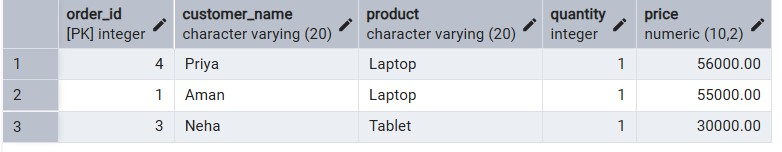 order_id customer_name product quantity price
[PK] integer character varying (20) character varying (20) integer numeric (10,2)
1 4 Priya Laptop 1 56000.00
2 1 Aman Laptop 1 55000.00
3 3 Neha Tablet 1 30000.00